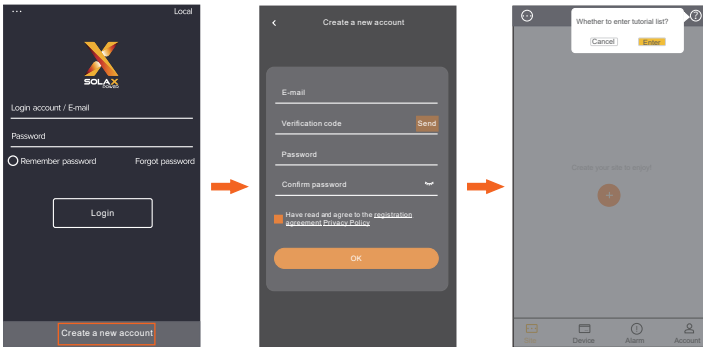 Local
SOLAX
POWER
Login account / E-mail
Password
Remember password
Forgot password
Login
Create a new account
Create a new account
E-mail
Verification code
Send
Password
Confirm password
Have read and agree to the registration
agreement Privacy Policy
OK
Whether to enter tutorial list?
Cancel
Enter
?
Create your site to enjoy!
Site
Device
Alarm
Account